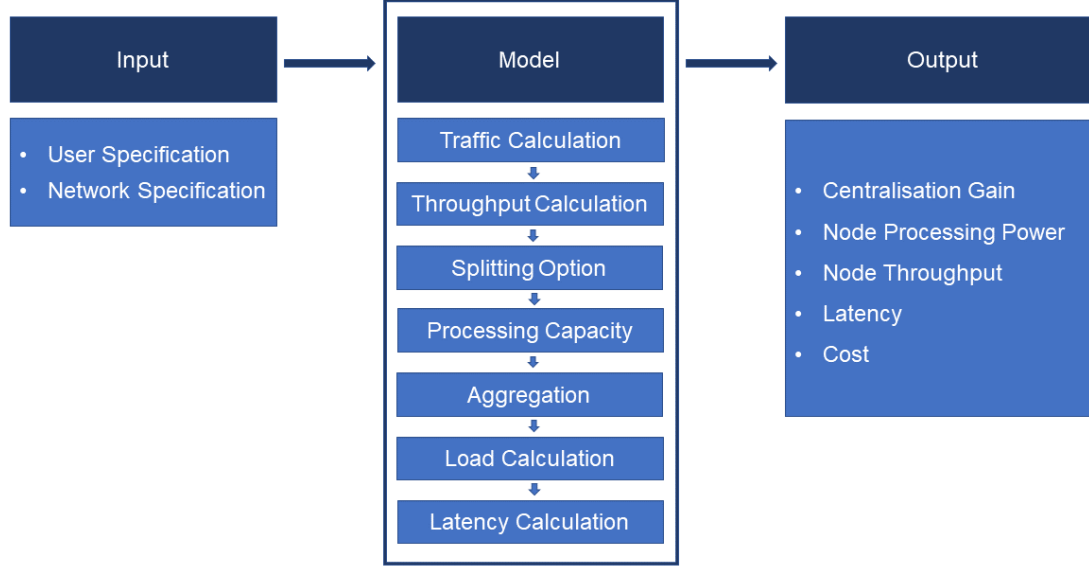 Input
• User Specification
• Network Specification
Model
Traffic Calculation
Throughput Calculation
Splitting Option
Processing Capacity
Aggregation
Load Calculation
Latency Calculation
Output
• Centralisation Gain
• Node Processing Power
• Node Throughput
• Latency
• Cost